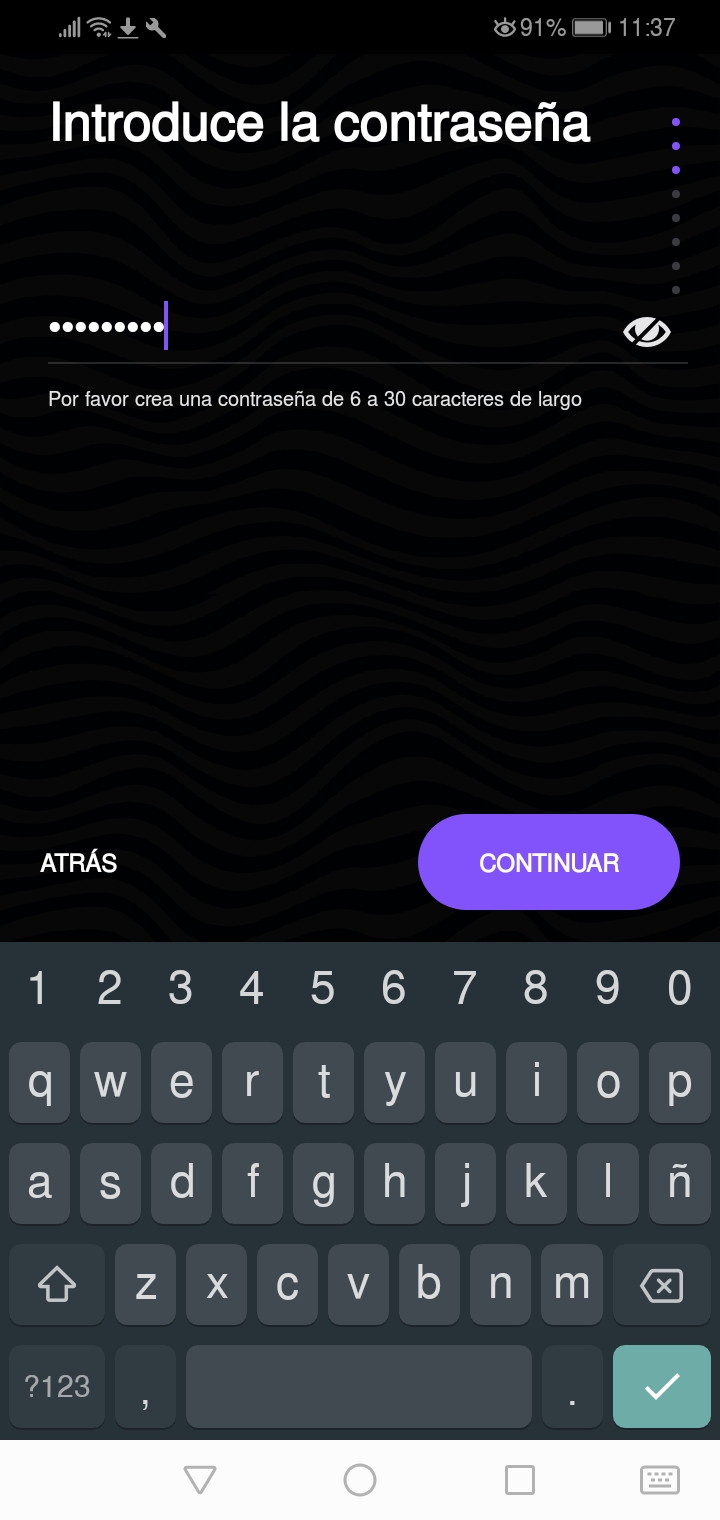 91% 11:37
Introduce la contraseña
•••••••••
Por favor crea una contraseña de 6 a 30 caracteres de largo
ATRÁS CONTINUAR
1 2 3 4 5 6 7 8 9 0
q w e r t y u i o p
a s d f g h j k l ñ
z x c v b n m
?123 , .